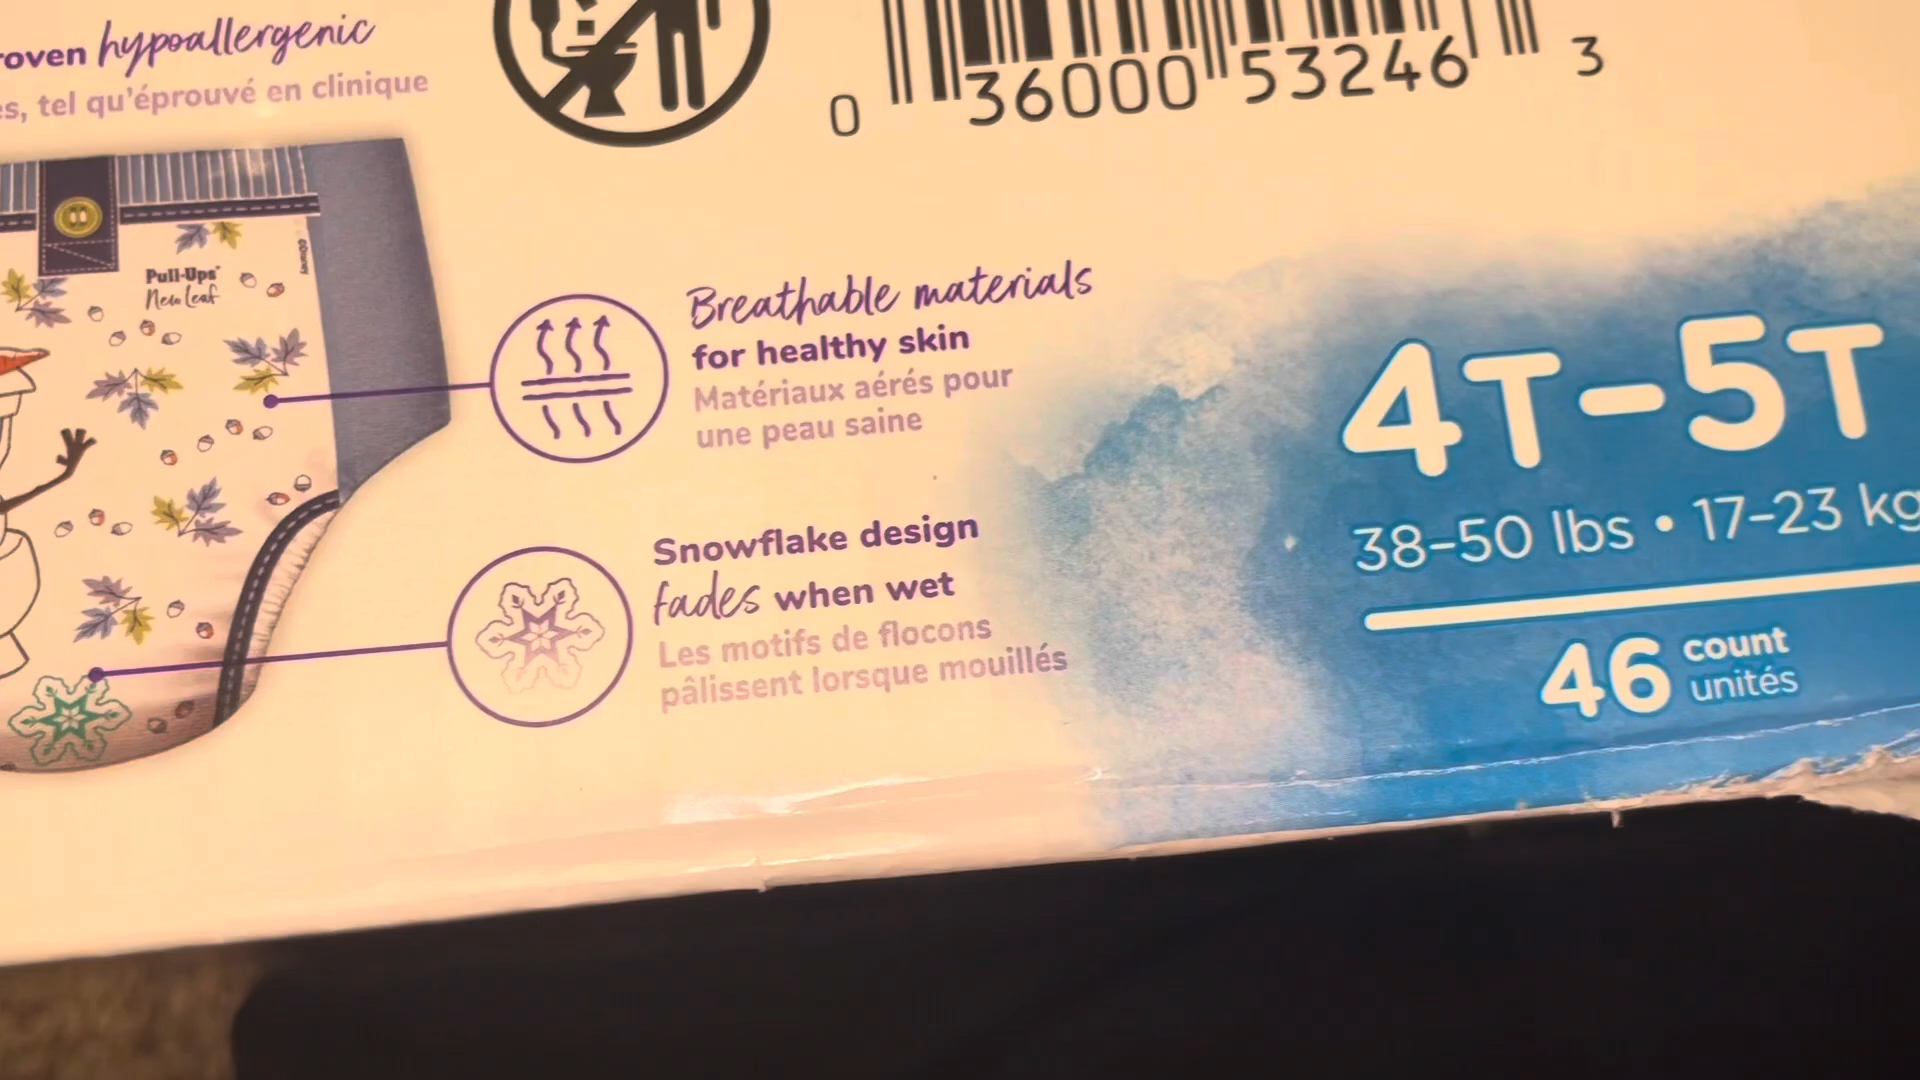 hypoallergenic
es, tel qu'éprouvé en clinique
0 36000 53246 3
Pull-Ups
New Leaf
©Disney
Breathable materials
for healthy skin
Matériaux aérés pour
une peau saine
Snowflake design
fades when wet
Les motifs de flocons
pâlissent lorsque mouillés
4T-5T
38-50 lbs • 17-23 kg
46 count
unités